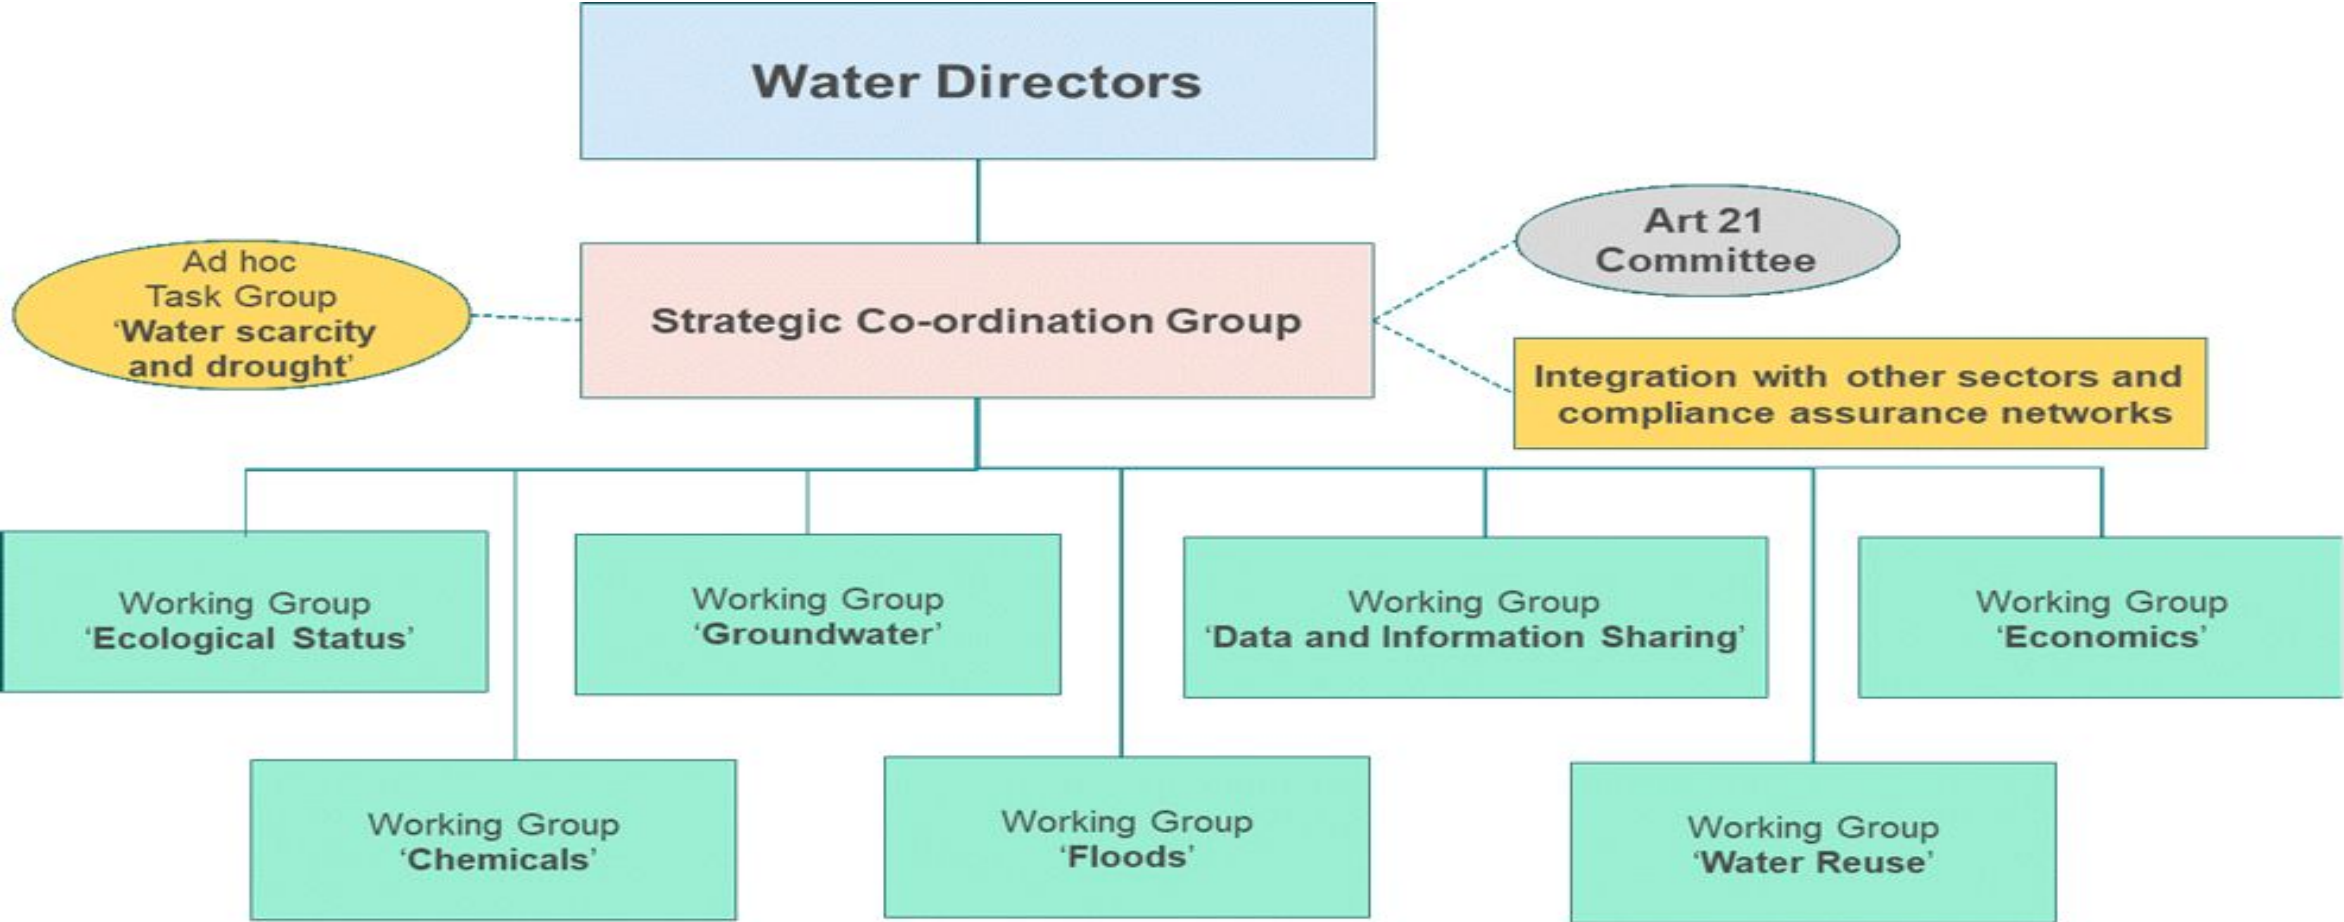 Water Directors
Ad hoc
Task Group
‘Water scarcity
and drought’
Strategic Co-ordination Group
Art 21
Committee
Integration with other sectors and
compliance assurance networks
Working Group
‘Ecological Status’
Working Group
‘Groundwater’
Working Group
‘Data and Information Sharing’
Working Group
‘Economics’
Working Group
‘Chemicals’
Working Group
‘Floods’
Working Group
‘Water Reuse’